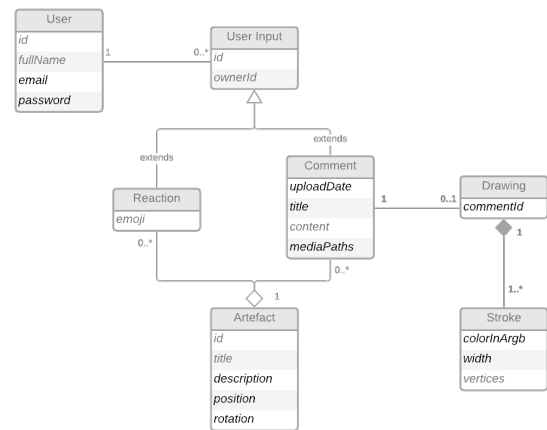 User
id
fullName
email
password
1
0..*
User Input
id
ownerId
extends
extends
Reaction
emoji
0..*
Comment
uploadDate
title
content
mediaPaths
0..*
1
0..1
Drawing
commentId
1
1..*
Stroke
colorInArgb
width
vertices
1
Artefact
id
title
description
position
rotation